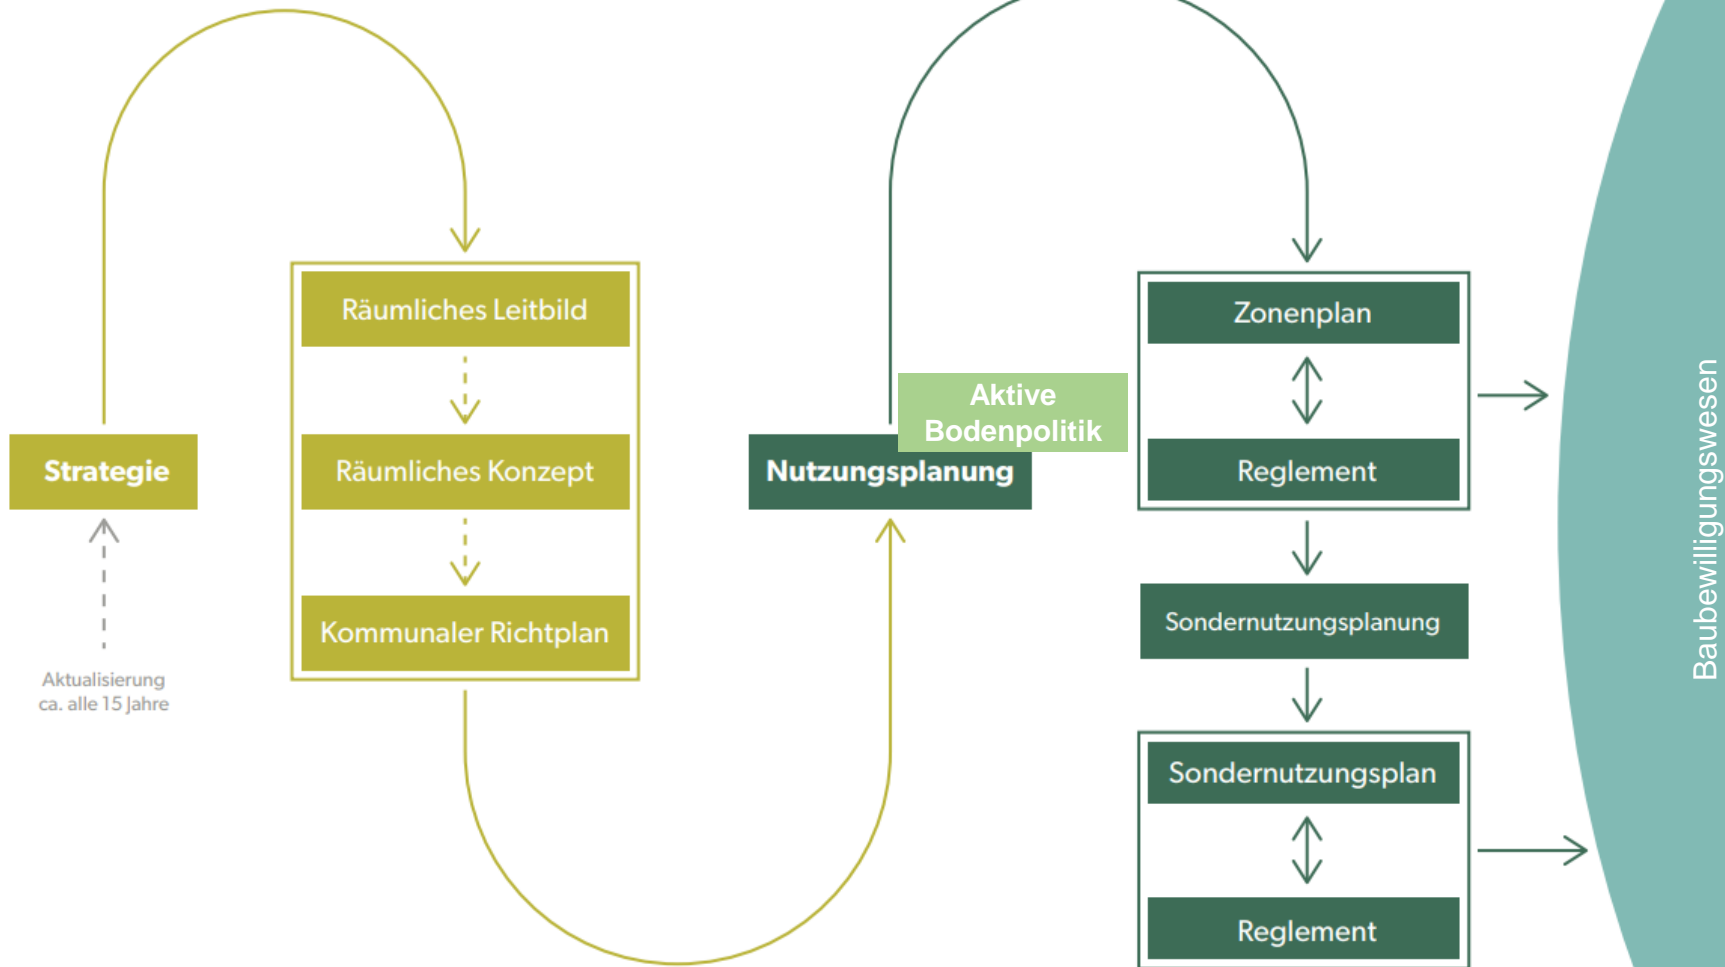 Strategie
Aktualisierung
ca. alle 15 Jahre
Räumliches Leitbild
Räumliches Konzept
Kommunaler Richtplan
Aktive
Bodenpolitik
Nutzungsplanung
Zonenplan
Reglement
Sondernutzungsplanung
Sondernutzungsplan
Reglement
Baubewilligungswesen